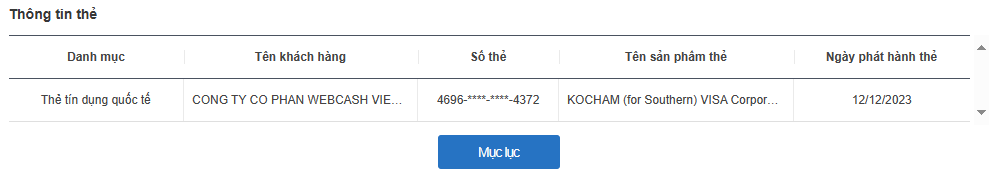 Thông tin thẻ
Danh mục Tên khách hàng Số thẻ Tên sản phẩm thẻ Ngày phát hành thẻ
Thẻ tín dụng quốc tế CONG TY CO PHAN WEBCASH VIE... 4696-****-****-4372 KOCHAM (for Southern) VISA Corpor... 12/12/2023
Mục lục